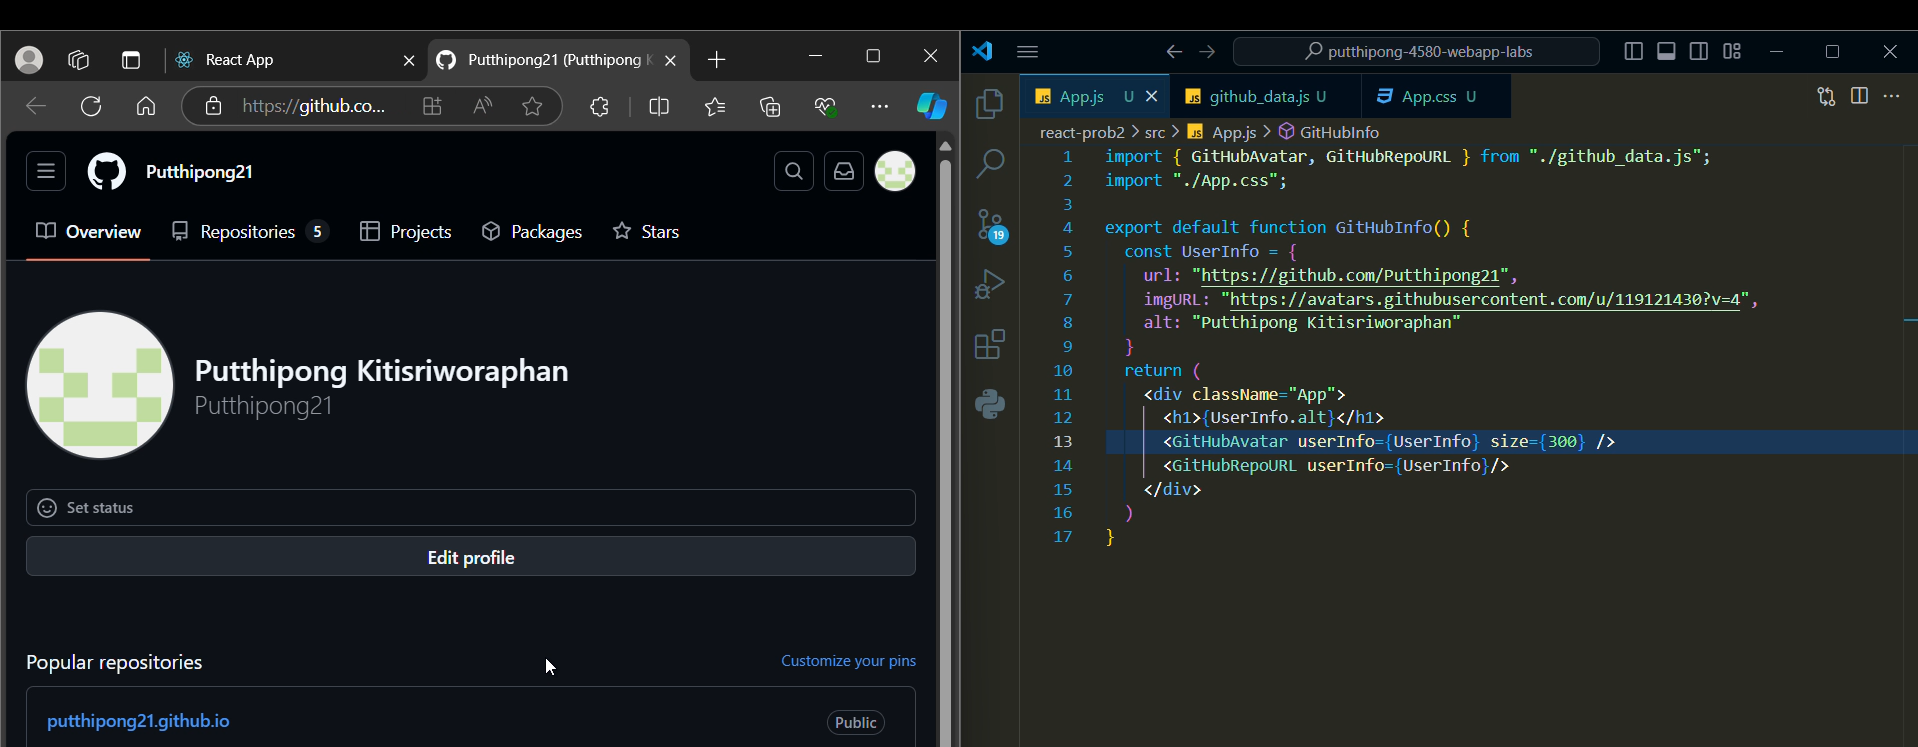 React App
Putthipong21 (Putthipong K
https://github.co...
Putthipong21
Overview
Repositories 5
Projects
Packages
Stars
Putthipong Kitisriworaphan
Putthipong21
Set status
Edit profile
Popular repositories
Customize your pins
putthipong21.github.io
Public
putthipong-4580-webapp-labs
JS App.js U
JS github_data.js U
App.css U
react-prob2 > src > JS App.js > GitHubInfo
19
1 import { GitHubAvatar, GitHubRepoURL } from "./github_data.js";
2 import "./App.css";
3
4 export default function GitHubInfo() {
5 const UserInfo = {
6 url: "https://github.com/Putthipong21",
7 imgURL: "https://avatars.githubusercontent.com/u/119121430?v=4",
8 alt: "Putthipong Kitisriworaphan"
9 }
10 return (
11 <div className="App">
12 <h1>{UserInfo.alt}</h1>
13 <GitHubAvatar userInfo={UserInfo} size={300} />
14 <GitHubRepoURL userInfo={UserInfo}/>
15 </div>
16 )
17 }